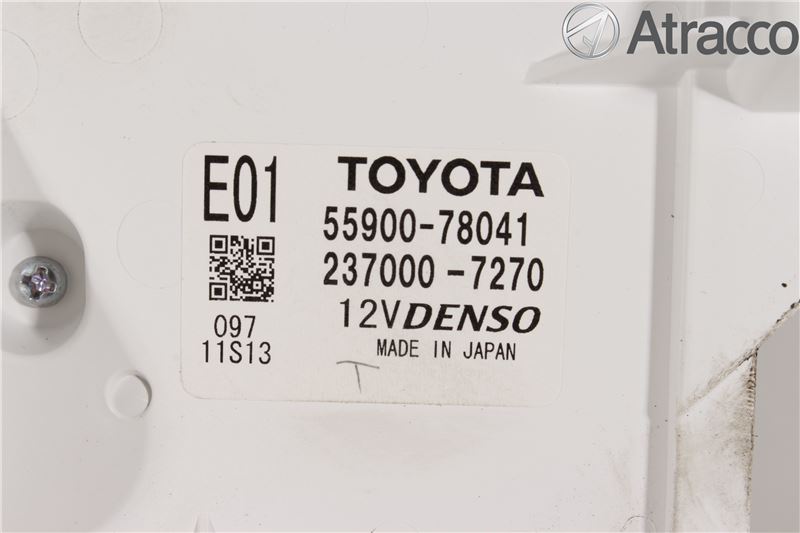 Atracco
E01
TOYOTA
55900-78041
237000-7270
12V DENSO
MADE IN JAPAN
097
11S13
T